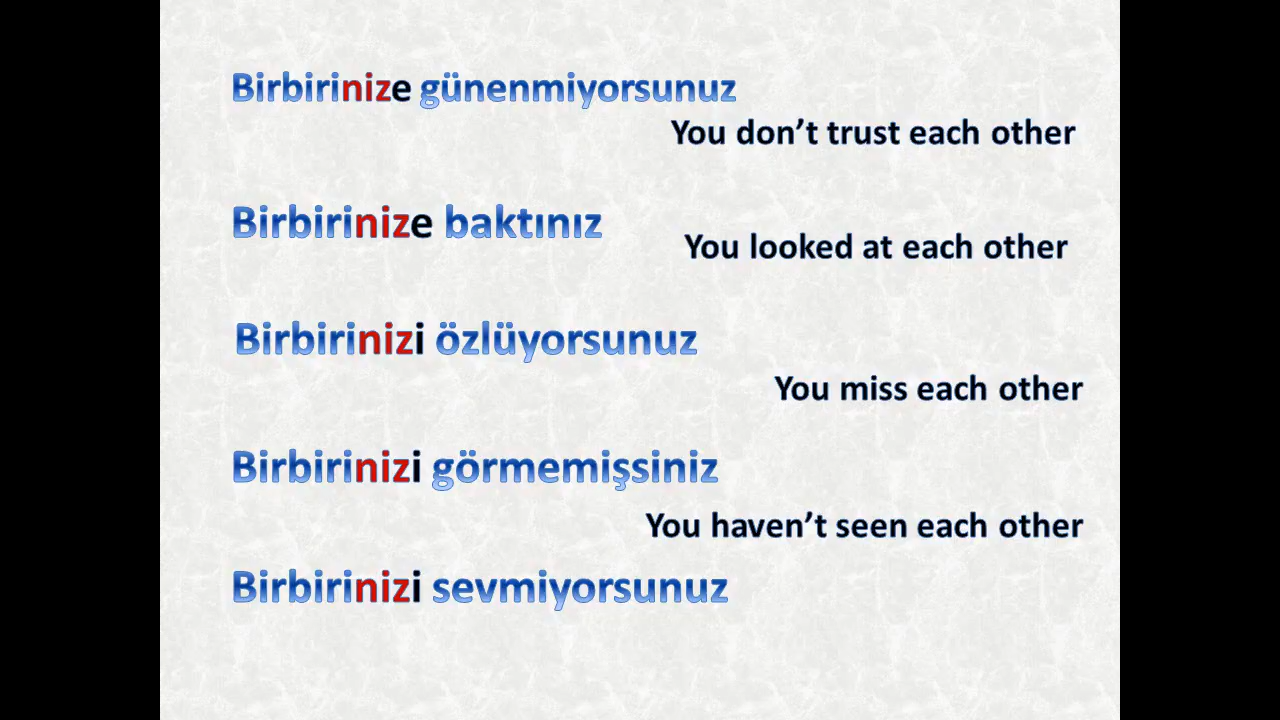 Birbirinize günenmiyorsunuz
You don’t trust each other
Birbirinize baktınız
You looked at each other
Birbirinizi özlüyorsunuz
You miss each other
Birbirinizi görmemişsiniz
You haven’t seen each other
Birbirinizi sevmiyorsunuz